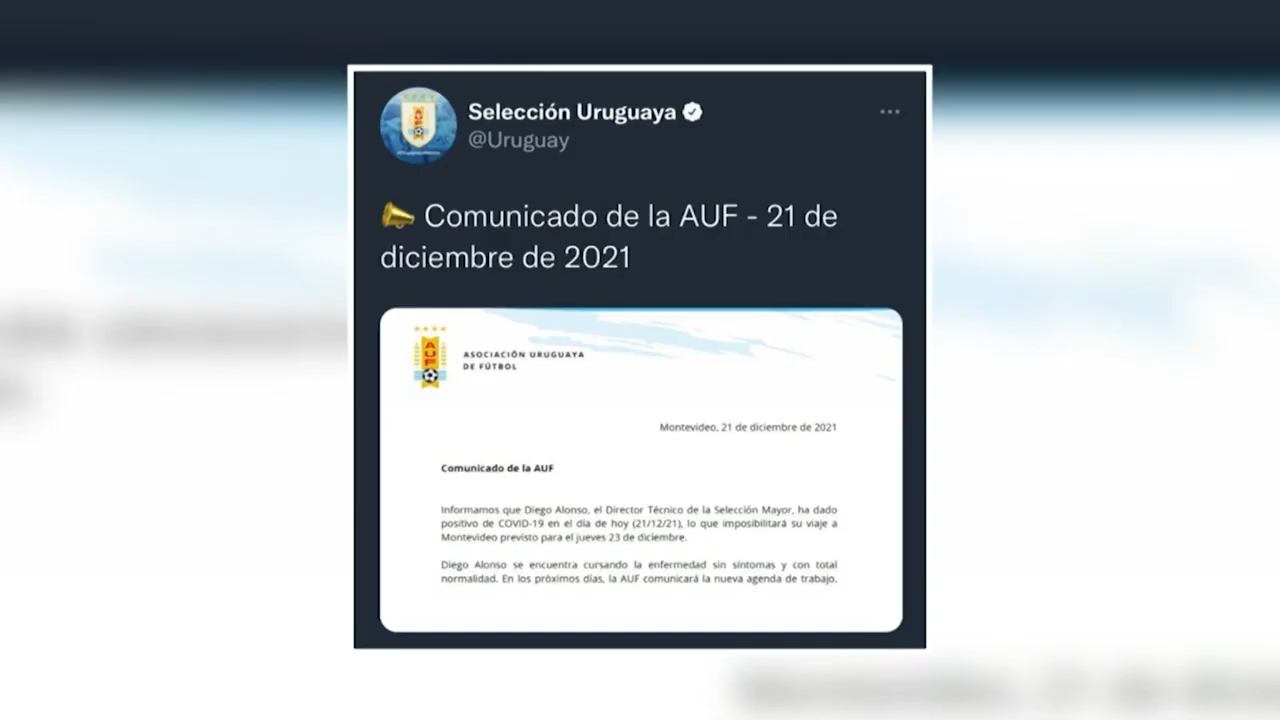 Selección Uruguaya
@Uruguay
Comunicado de la AUF - 21 de
diciembre de 2021
AUF
ASOCIACIÓN URUGUAYA
DE FÚTBOL
Montevideo, 21 de diciembre de 2021
Comunicado de la AUF
Informamos que Diego Alonso, el Director Técnico de la Selección Mayor, ha dado
positivo de COVID-19 en el día de hoy (21/12/21), lo que imposibilitará su viaje a
Montevideo previsto para el jueves 23 de diciembre.
Diego Alonso se encuentra cursando la enfermedad sin síntomas y con total
normalidad. En los próximos días, la AUF comunicará la nueva agenda de trabajo.